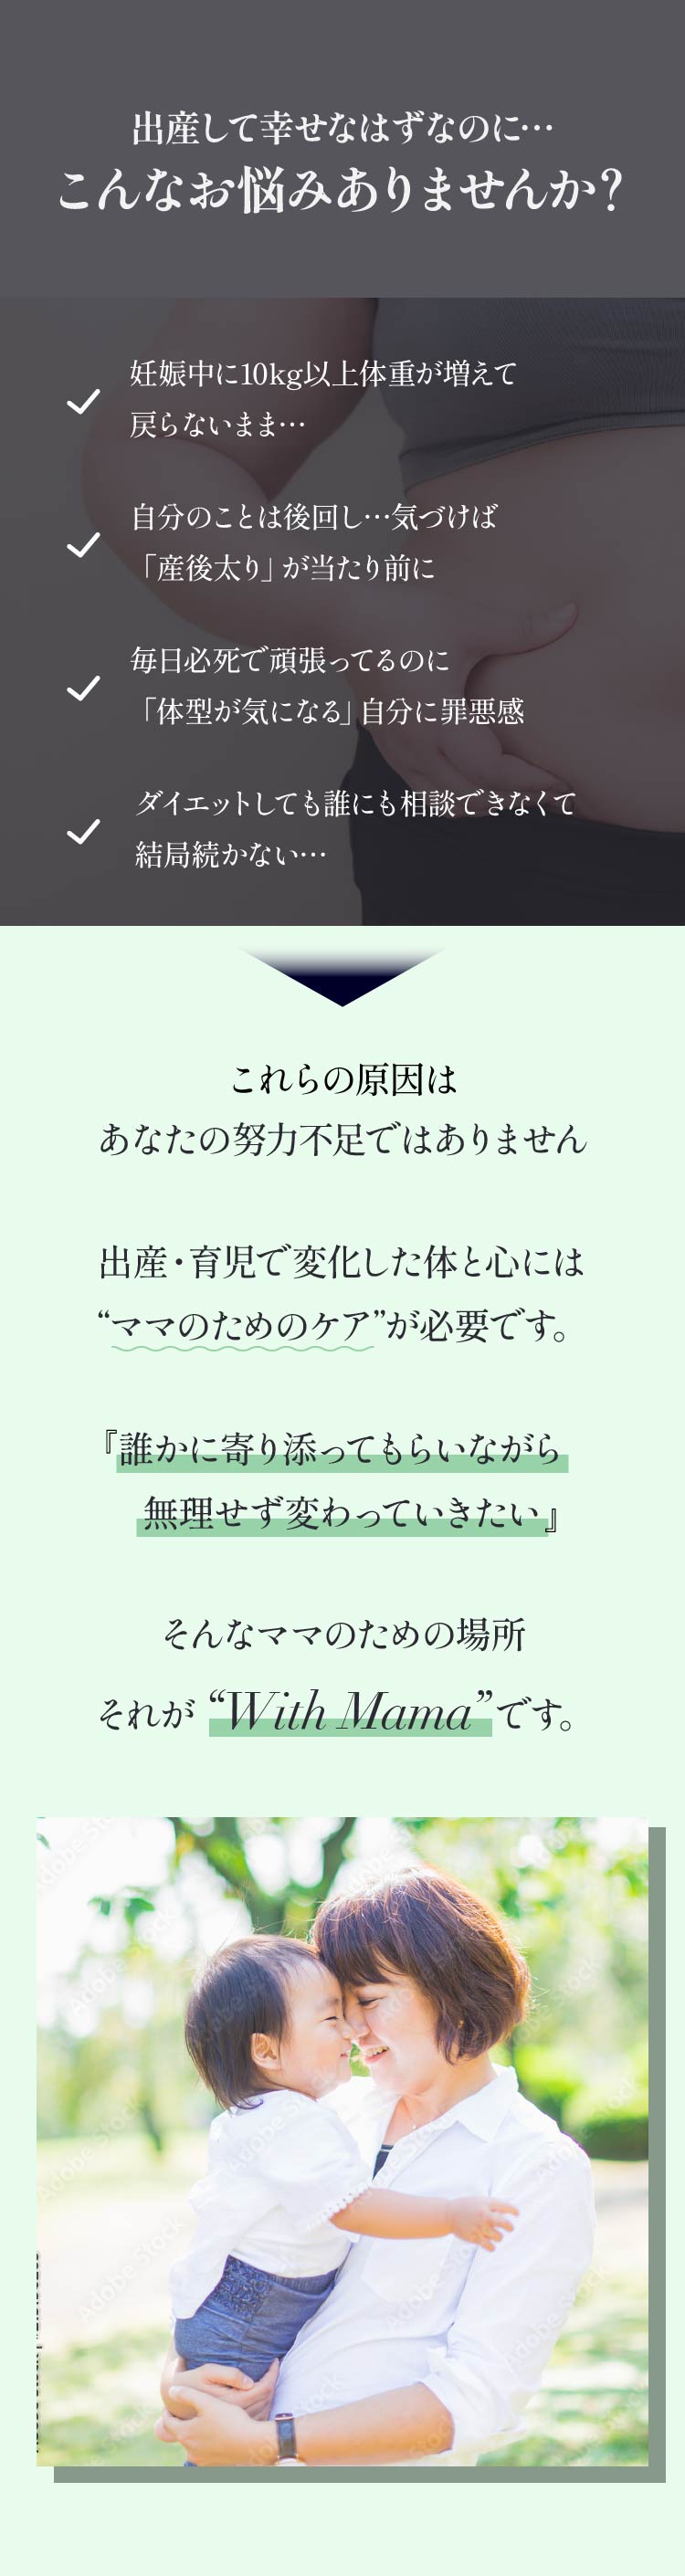 出産して幸せなはずなのに…
こんなお悩みありませんか？
妊娠中に10kg以上体重が増えて
戻らないまま…
自分のことは後回し…気づけば
「産後太り」が当たり前に
毎日必死で頑張ってるのに
「体型が気になる」自分に罪悪感
ダイエットしても誰にも相談できなくて
結局続かない…
これらの原因は
あなたの努力不足ではありません
出産・育児で変化した体と心には
“ママのためのケア”が必要です。
『誰かに寄り添ってもらいながら
無理せず変わっていきたい』
そんなママのための場所
それが “With Mama” です。
Adobe Stock